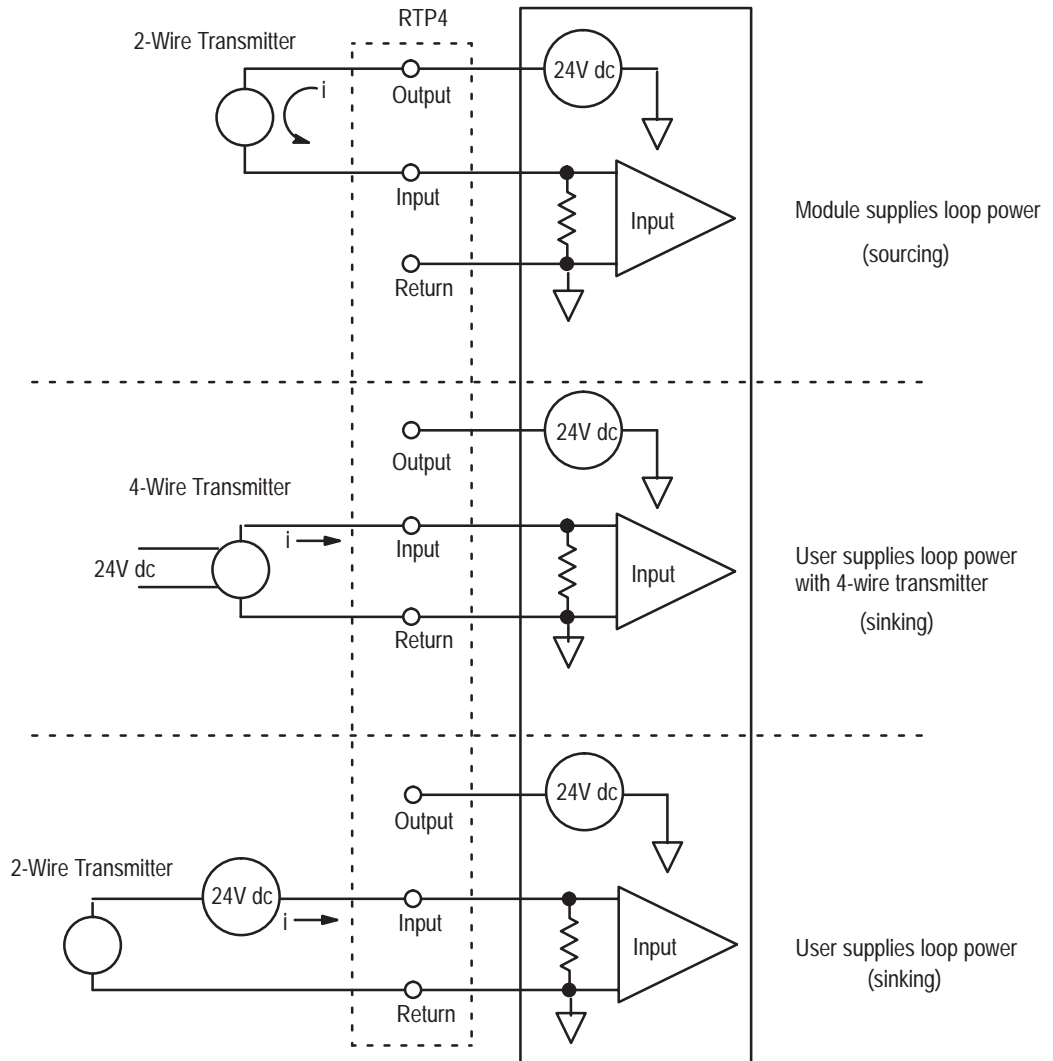 RTP4
2-Wire Transmitter
24V dc
i
Output
Input
Input
Module supplies loop power
(sourcing)
Return
24V dc
Output
4-Wire Transmitter
i
Input
24V dc
Input
User supplies loop power
with 4-wire transmitter
(sinking)
Return
24V dc
Output
2-Wire Transmitter
24V dc
i
Input
Input
User supplies loop power
(sinking)
Return